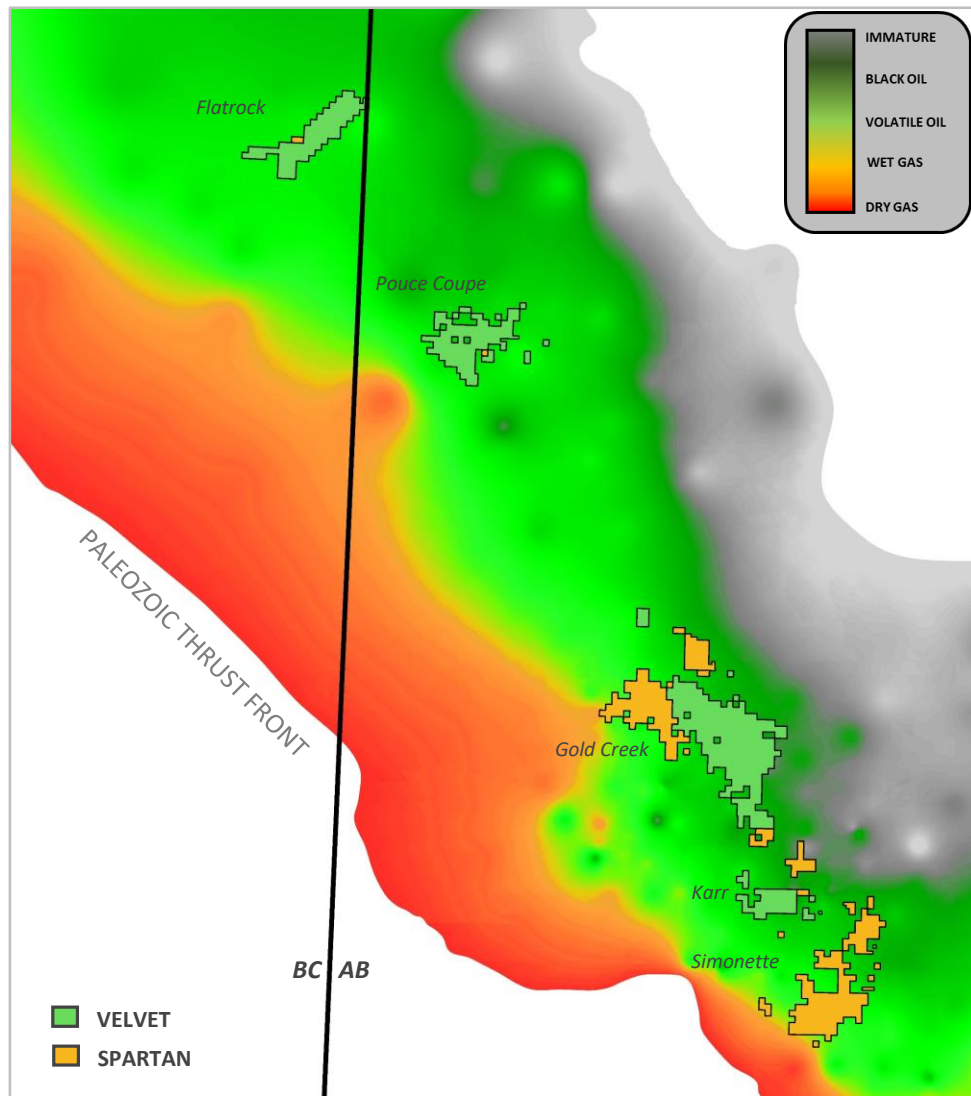 IMMATURE
BLACK OIL
VOLATILE OIL
WET GAS
DRY GAS
Flatrock
Pouce Coupe
PALEOZOIC THRUST FRONT
Gold Creek
Karr
Simonette
BC AB
VELVET
SPARTAN